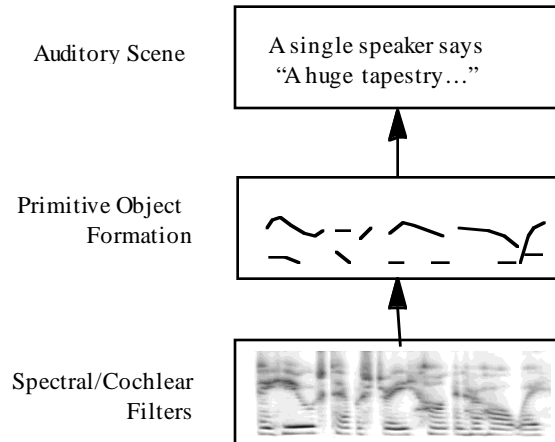 Auditory Scene
A single speaker says
“A huge tapestry…”
Primitive Object
Formation
Spectral/Cochlear
Filters